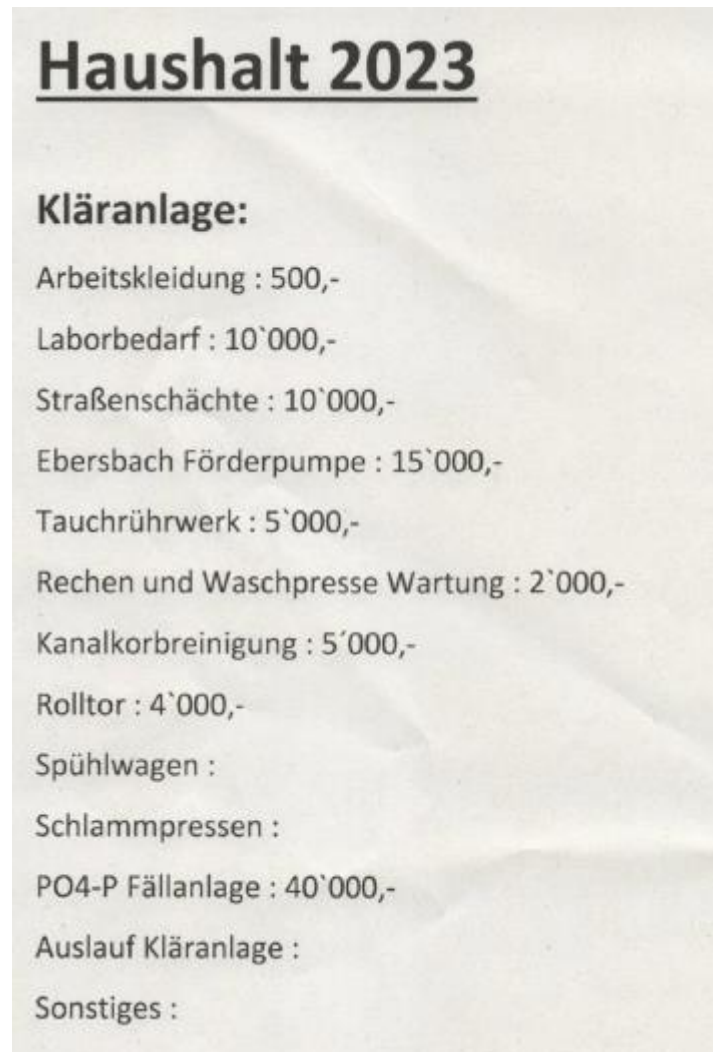 Haushalt 2023
Kläranlage:
Arbeitskleidung : 500,-
Laborbedarf : 10`000,-
Straßenschächte : 10`000,-
Ebersbach Förderpumpe : 15`000,-
Tauchrührwerk : 5`000,-
Rechen und Waschpresse Wartung : 2`000,-
Kanalkorbreinigung : 5´000,-
Rolltor : 4`000,-
Spühlwagen :
Schlammpressen :
PO4-P Fällanlage : 40`000,-
Auslauf Kläranlage :
Sonstiges :